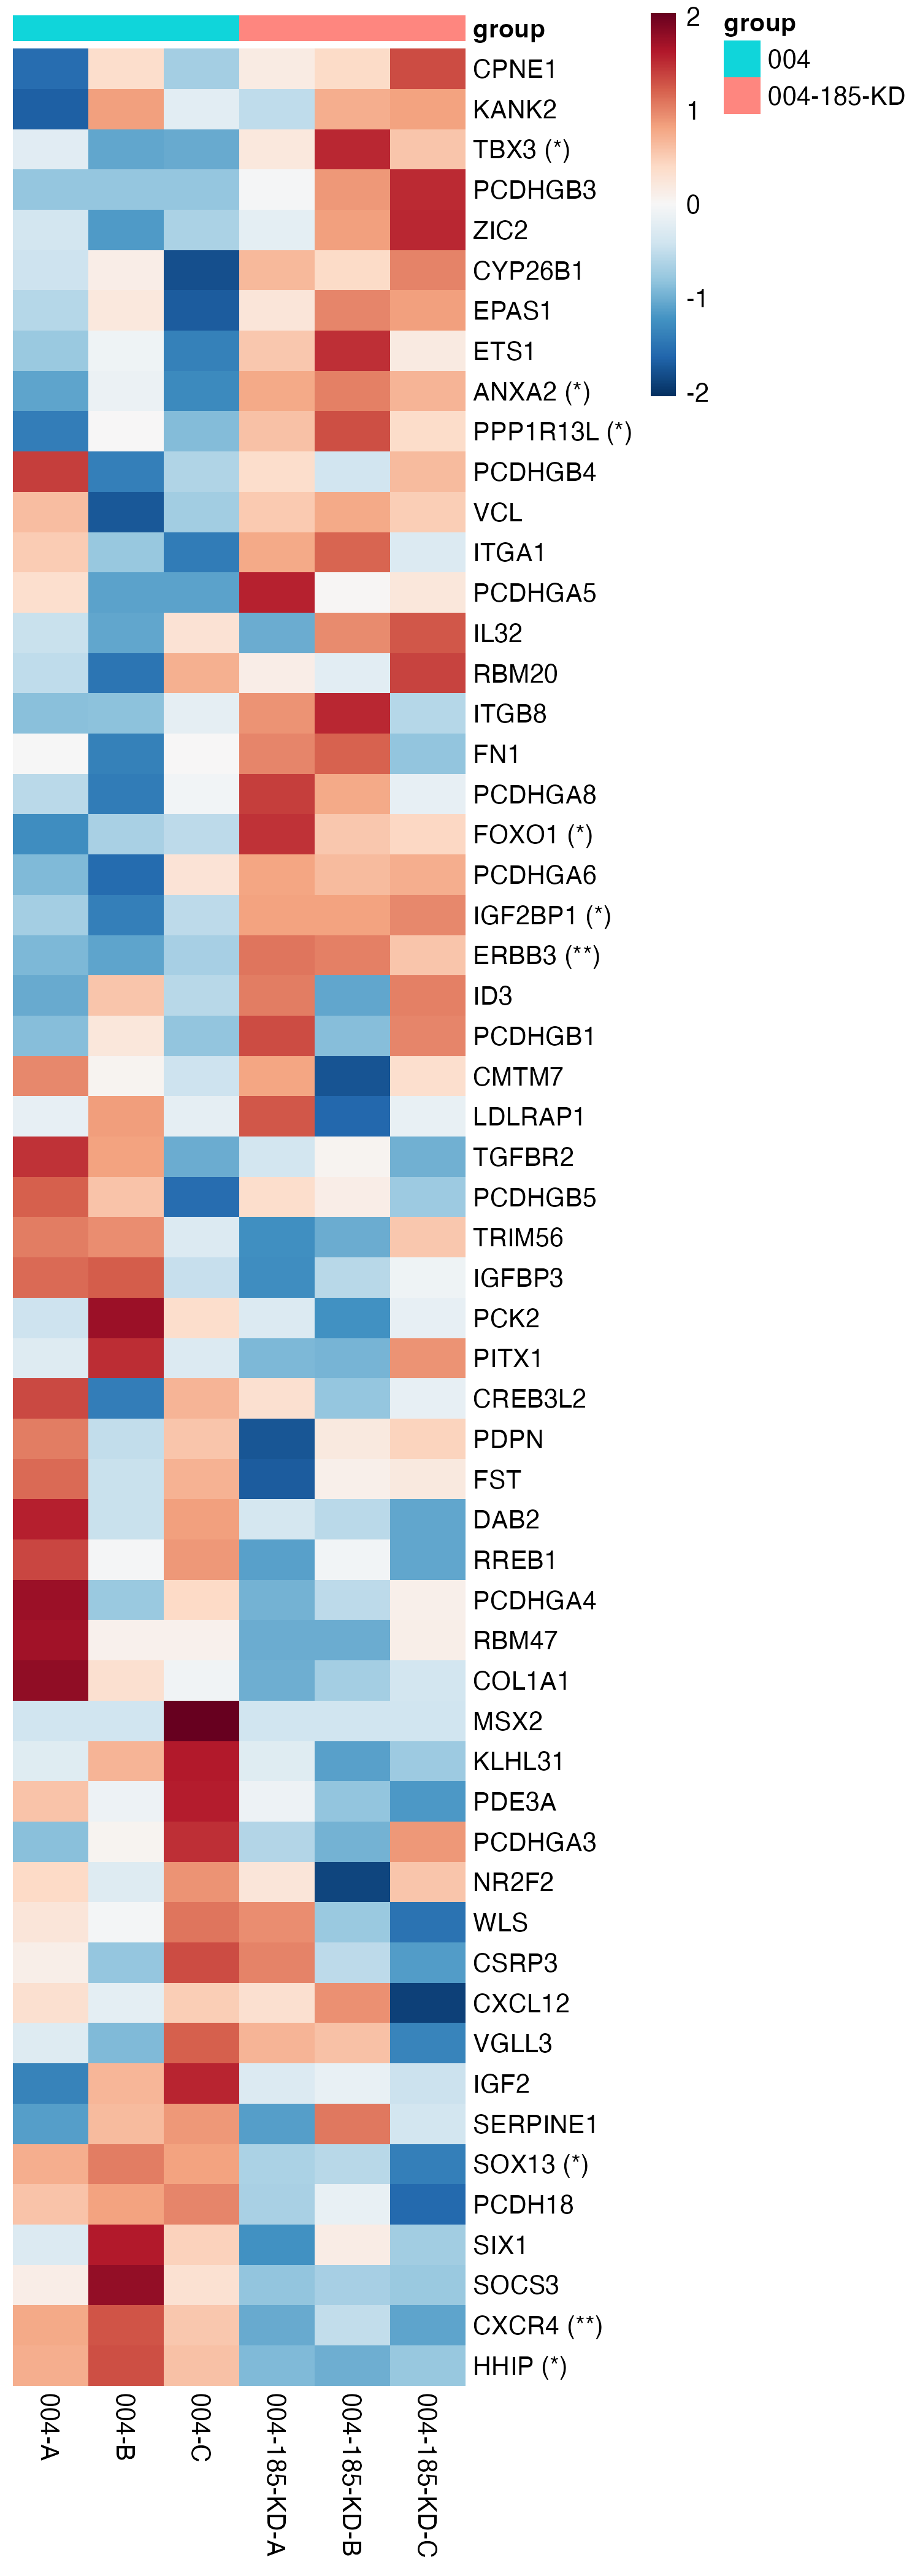 group
CPNE1
KANK2
TBX3 (*)
PCDHGB3
ZIC2
CYP26B1
EPAS1
ETS1
ANXA2 (*)
PPP1R13L (*)
PCDHGB4
VCL
ITGA1
PCDHGA5
IL32
RBM20
ITGB8
FN1
PCDHGA8
FOXO1 (*)
PCDHGA6
IGF2BP1 (*)
ERBB3 (**)
ID3
PCDHGB1
CMTM7
LDLRAP1
TGFBR2
PCDHGB5
TRIM56
IGFBP3
PCK2
PITX1
CREB3L2
PDPN
FST
DAB2
RREB1
PCDHGA4
RBM47
COL1A1
MSX2
KLHL31
PDE3A
PCDHGA3
NR2F2
WLS
CSRP3
CXCL12
VGLL3
IGF2
SERPINE1
SOX13 (*)
PCDH18
SIX1
SOCS3
CXCR4 (**)
HHIP (*)
004-A
004-B
004-C
004-185-KD-A
004-185-KD-B
004-185-KD-C
2
1
0
-1
-2
group
004
004-185-KD